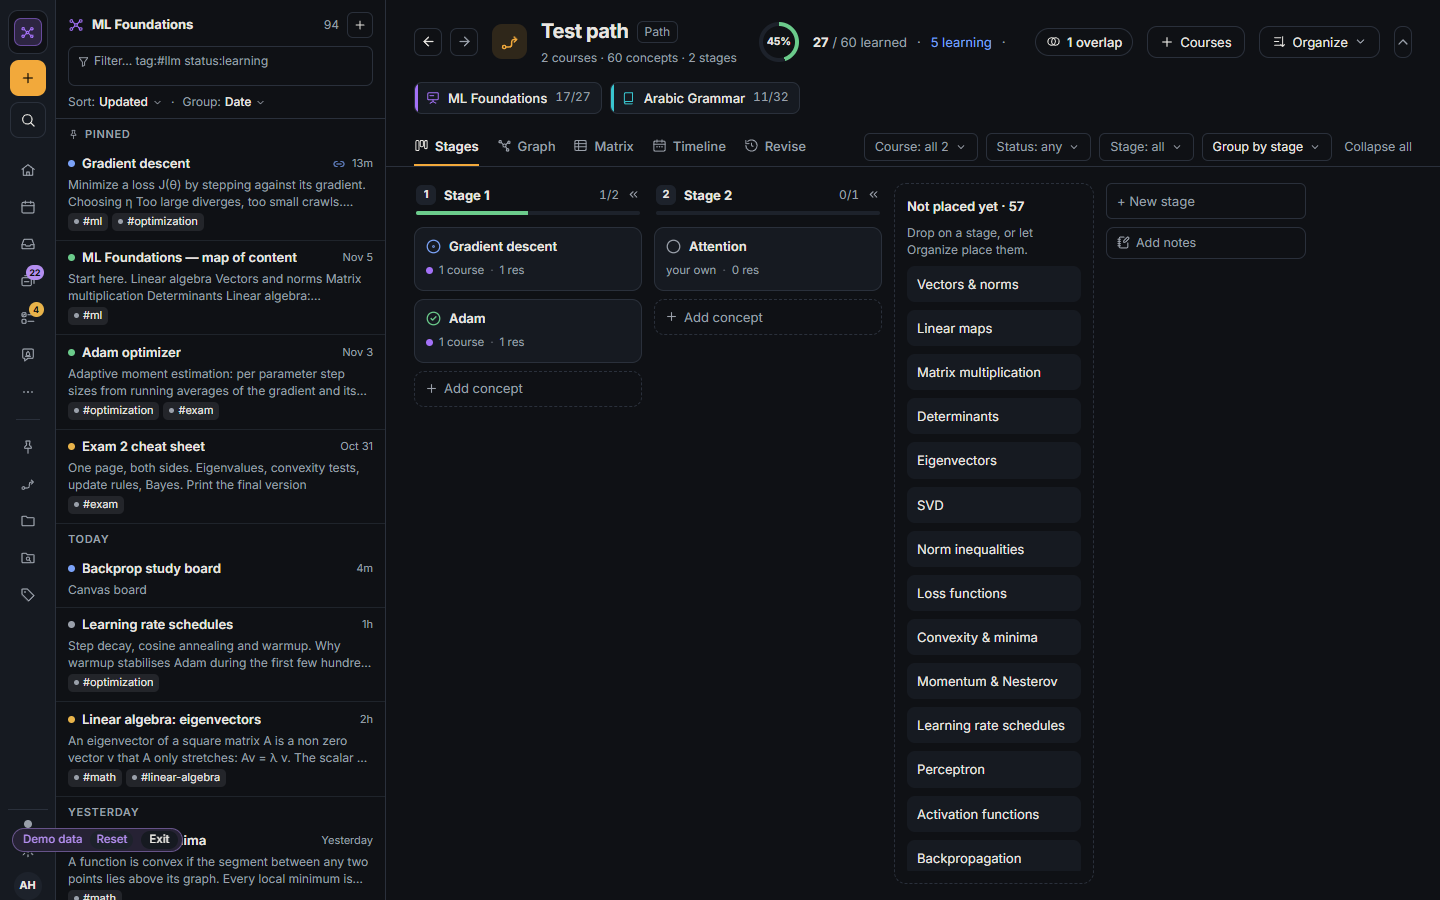 ML Foundations 94
Filter... tag:#llm status:learning
Sort: Updated · Group: Date
PINNED
Gradient descent 13m
Minimize a loss J(θ) by stepping against its gradient.
Choosing η Too large diverges, too small crawls....
#ml #optimization
ML Foundations — map of content Nov 5
Start here. Linear algebra Vectors and norms Matrix
multiplication Determinants Linear algebra:...
#ml
Adam optimizer Nov 3
Adaptive moment estimation: per parameter step
sizes from running averages of the gradient and its...
#optimization #exam
Exam 2 cheat sheet Oct 31
One page, both sides. Eigenvalues, convexity tests,
update rules, Bayes. Print the final version
#exam
TODAY
Backprop study board 4m
Canvas board
Learning rate schedules 1h
Step decay, cosine annealing and warmup. Why
warmup stabilises Adam during the first few hundre...
#optimization
Linear algebra: eigenvectors 2h
An eigenvector of a square matrix A is a non zero
vector v that A only stretches: Av = λ v. The scalar ...
#math #linear-algebra
YESTERDAY
ima Yesterday
A function is convex if the segment between any two
points lies above its graph. Every local minimum is...
#math
22
4
Demo data Reset Exit
AH
Test path Path
2 courses · 60 concepts · 2 stages
45%
27 / 60 learned · 5 learning ·
1 overlap
+ Courses
Organize
ML Foundations 17/27
Arabic Grammar 11/32
Stages Graph Matrix Timeline Revise
Course: all 2 Status: any Stage: all Group by stage Collapse all
1 Stage 1 1/2 «
Gradient descent
1 course · 1 res
Adam
1 course · 1 res
+ Add concept
2 Stage 2 0/1 «
Attention
your own · 0 res
+ Add concept
Not placed yet · 57
Drop on a stage, or let
Organize place them.
Vectors & norms
Linear maps
Matrix multiplication
Determinants
Eigenvectors
SVD
Norm inequalities
Loss functions
Convexity & minima
Momentum & Nesterov
Learning rate schedules
Perceptron
Activation functions
Backpropagation
+ New stage
Add notes